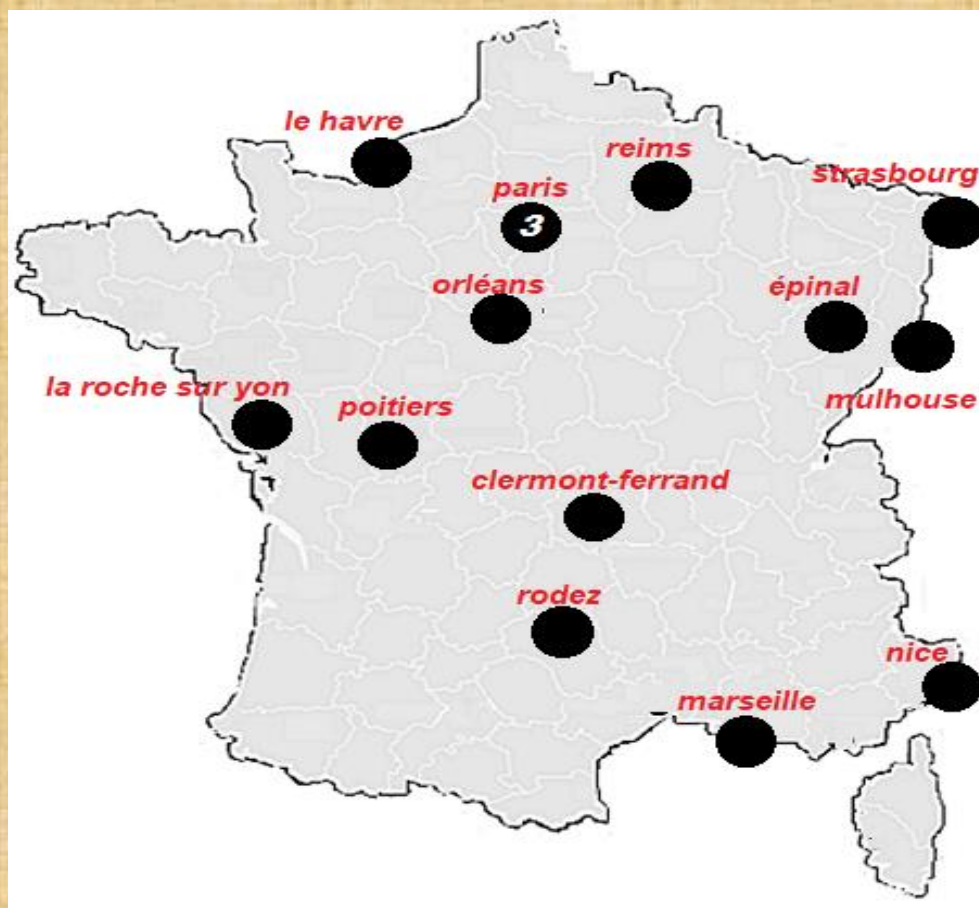 le havre
reims
strasbourg
paris
3
orléans
épinal
la roche sur yon
poitiers
mulhouse
clermont-ferrand
rodez
nice
marseille